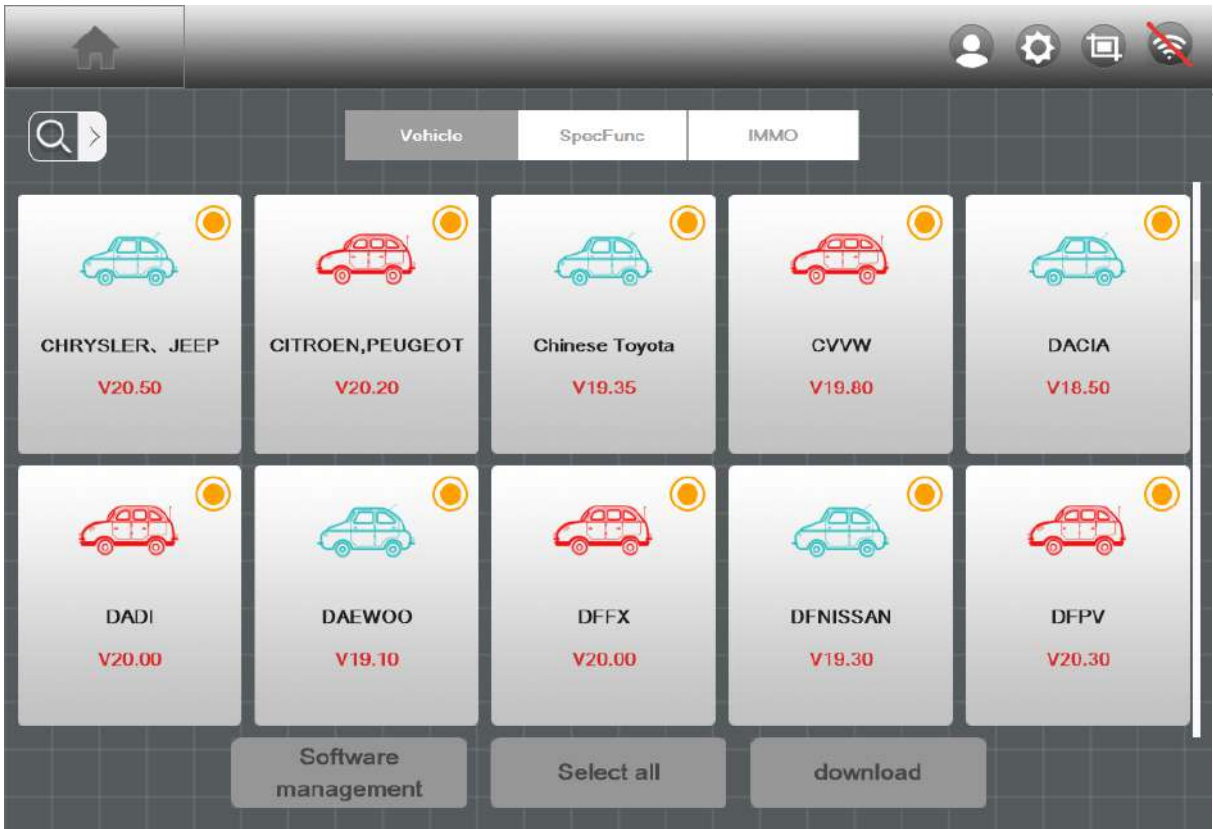 Vehicle
SpecFunc
IMMO
CHRYSLER、JEEP
CITROEN,PEUGEOT
Chinese Toyota
CVVW
DACIA
V20.50
V20.20
V19.35
V19.80
V18.50
DADI
DAEWOO
DFFX
DFNISSAN
DFPV
V20.00
V19.10
V20.00
V19.30
V20.30
Software
management
Select all
download